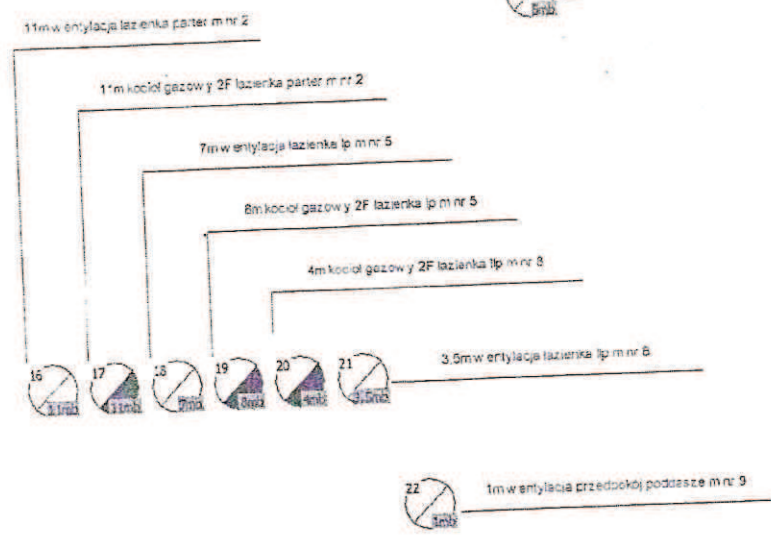 5mb
11m wentylacja łazienka parter m nr 2
11m kocioł gazowy 2F łazienka parter m nr 2
7m wentylacja łazienka Ip m nr 5
8m kocioł gazowy 2F łazienka Ip m nr 5
4m kocioł gazowy 2F łazienka IIp m nr 8
3,5m wentylacja łazienka IIp m nr 8
16 17 18 19 20 21
11mb 11mb 7mb 8mb 4mb 3,5mb
22
1m wentylacja przedpokój poddasze m nr 9
1mb